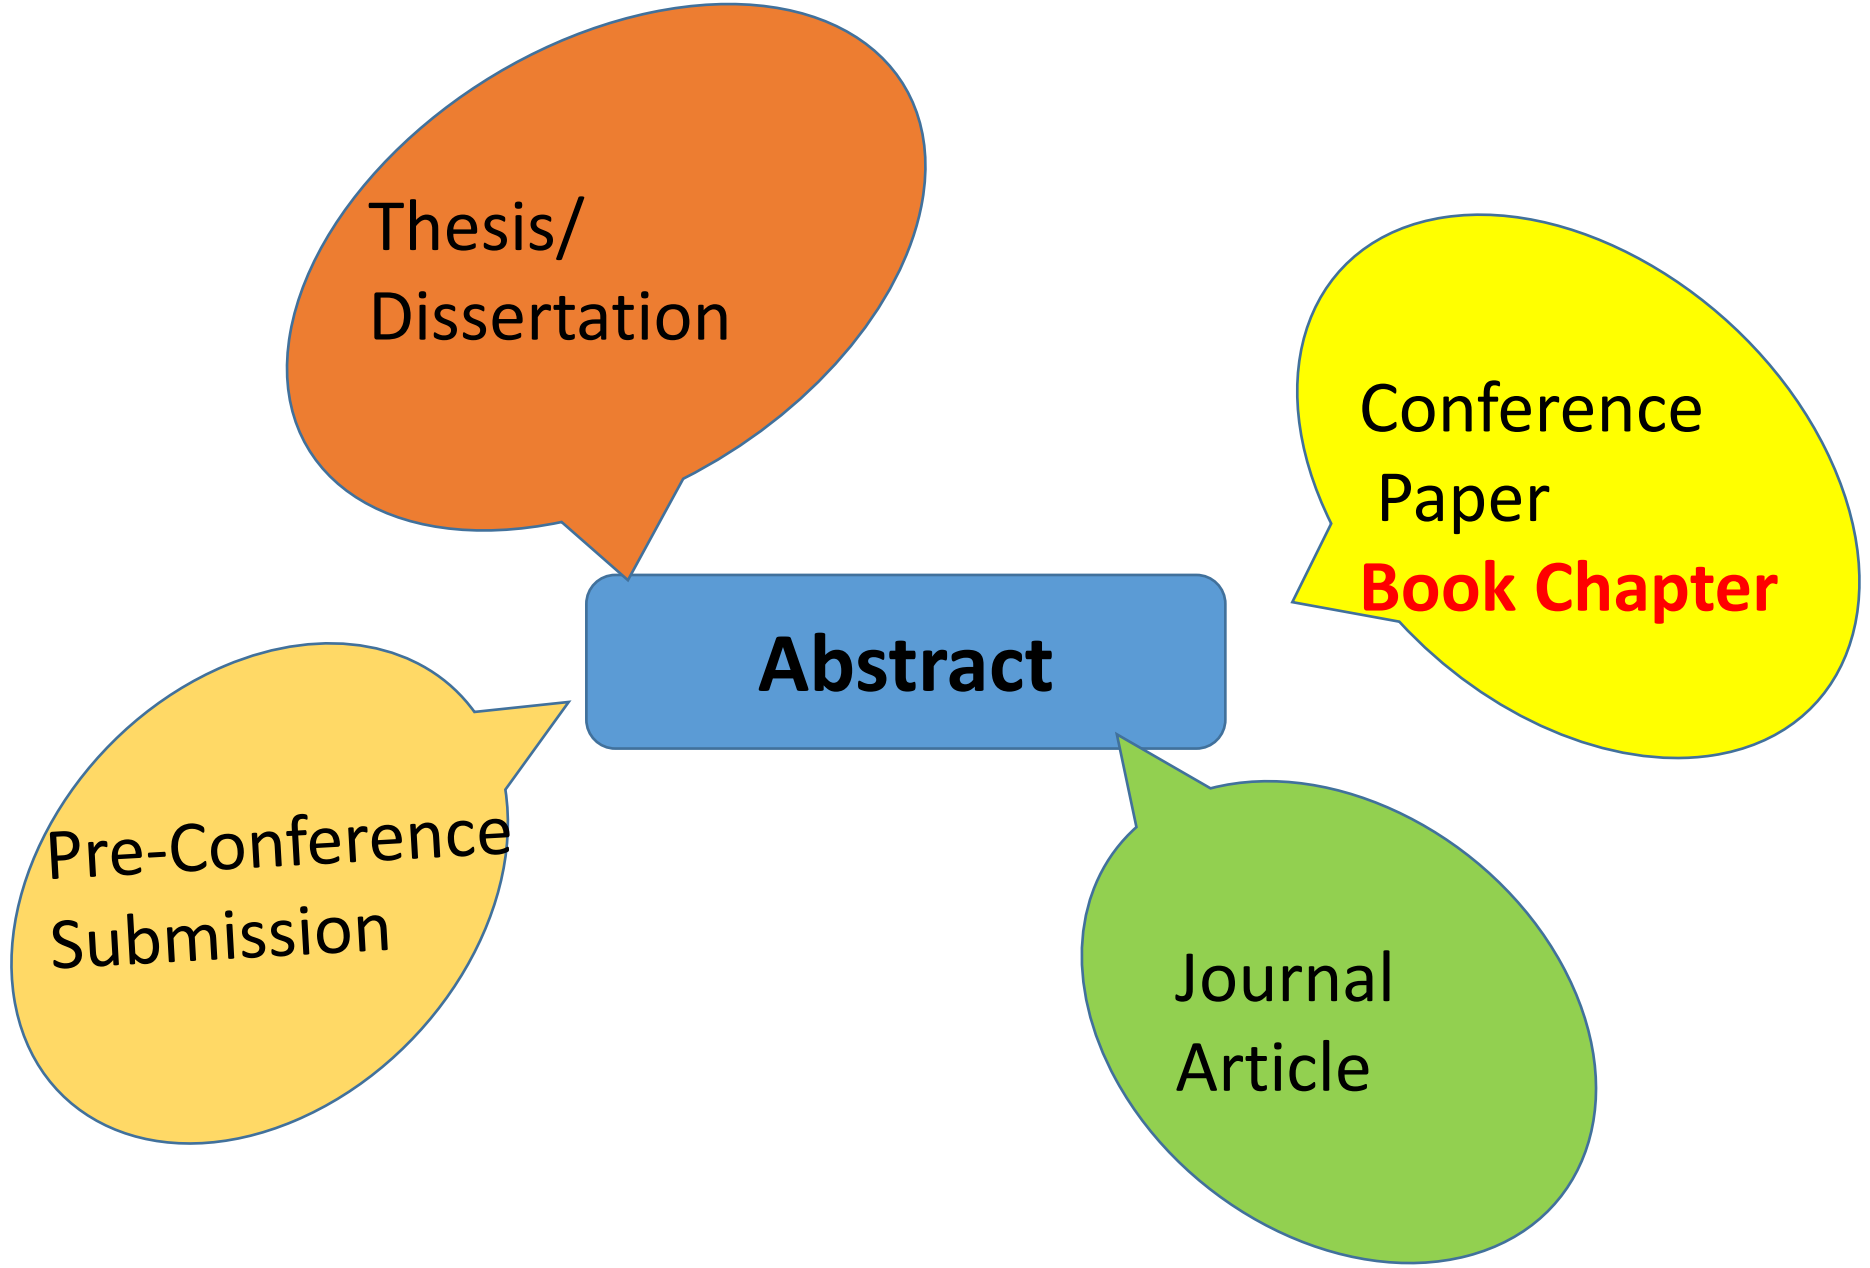 Thesis/
Dissertation
Conference
Paper
Book Chapter
Abstract
Pre-Conference
Submission
Journal
Article